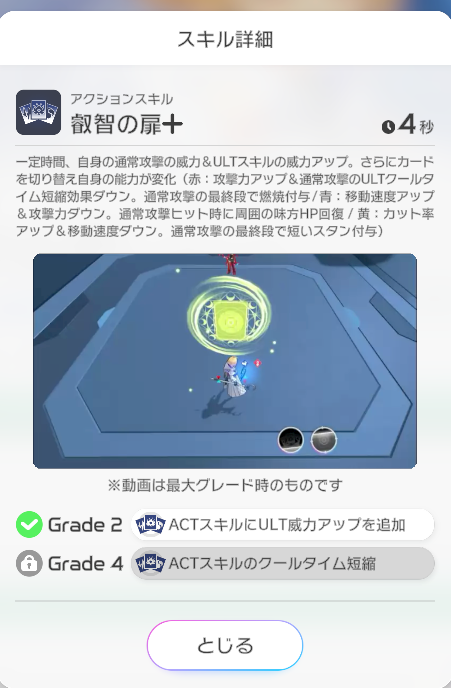 スキル詳細
アクションスキル
叡智の扉+
4秒
一定時間、自身の通常攻撃の威力&ULTスキルの威力アップ。さらにカード
を切り替え自身の能力が変化（赤：攻撃力アップ&通常攻撃のULTクールタ
イム短縮効果ダウン。通常攻撃の最終段で燃焼付与/青：移動速度アップ
&攻撃力ダウン。通常攻撃ヒット時に周囲の味方HP回復 / 黄：カット率
アップ&移動速度ダウン。通常攻撃の最終段で短いスタン付与）
※動画は最大グレード時のものです
Grade 2 ACTスキルにULT威力アップを追加
Grade 4 ACTスキルのクールタイム短縮
とじる